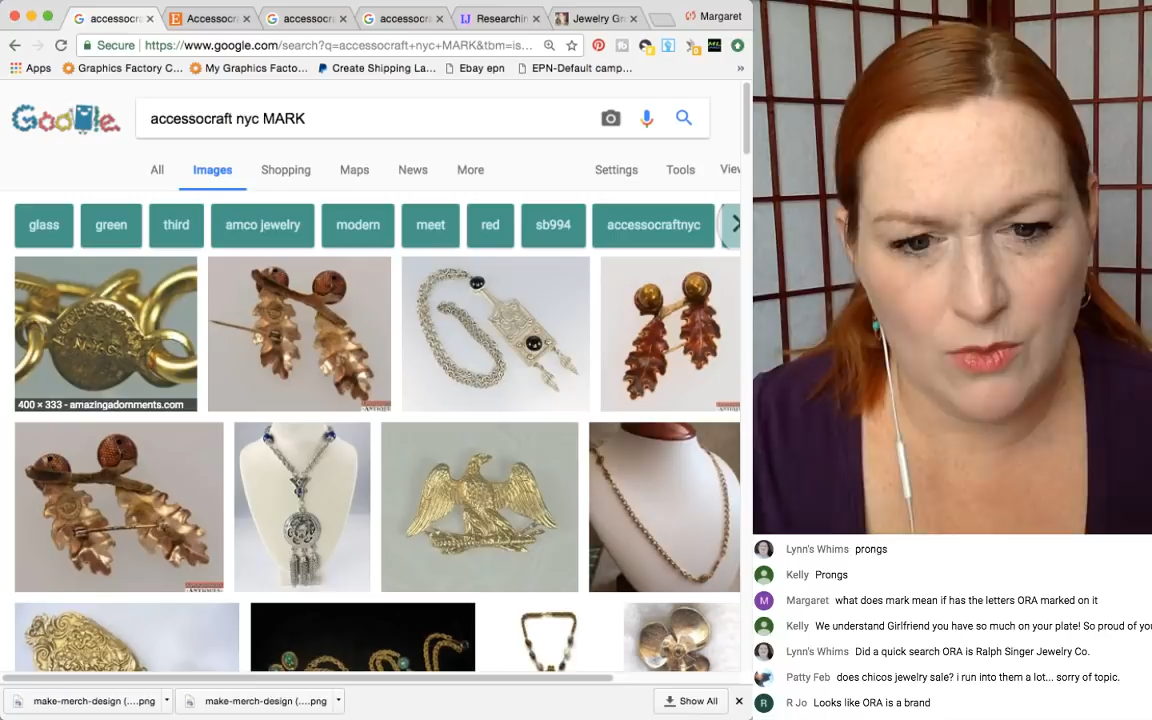 accessocr
Accessocr
accessocr
accessocr
Researchin
Jewelry Gr
Margaret
Secure
https://www.google.com/search?q=accessocraft+nyc+MARK&tbm=is...
Apps
Graphics Factory C...
My Graphics Facto...
Create Shipping La...
Ebay epn
EPN-Default camp...
»
Google
accessocraft nyc MARK
All
Images
Shopping
Maps
News
More
Settings
Tools
View
glass
green
third
amco jewelry
modern
meet
red
sb994
accessocraftnyc
N.Y.C.
400 × 333 - amazingadornments.com
Lynn's Whims prongs
Kelly Prongs
M Margaret what does mark mean if has the letters ORA marked on it
Kelly We understand Girlfriend you have so much on your plate! So proud of yo
Lynn's Whims Did a quick search ORA is Ralph Singer Jewelry Co.
Patty Feb does chicos jewelry sale? i run into them a lot... sorry of topic.
R R Jo Looks like ORA is a brand
make-merch-design (....png
make-merch-design (....png
Show All